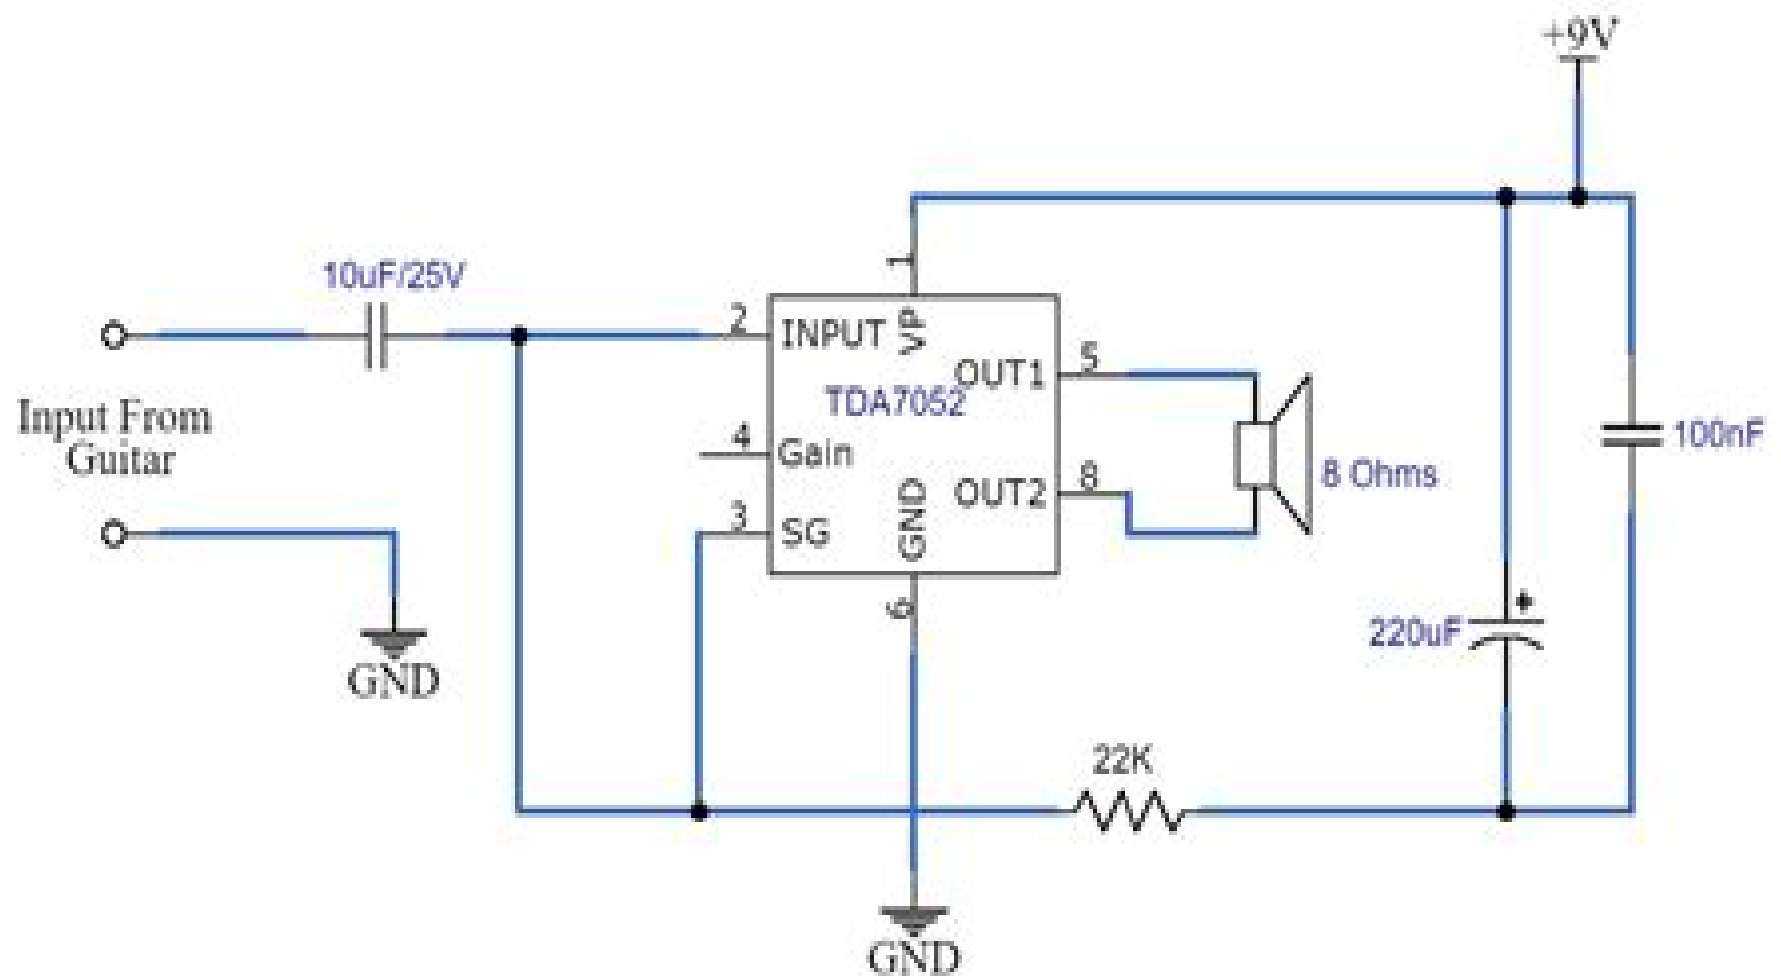 +9V
10uF/25V
1
2
INPUT
VP
OUT1
5
TDA7052
Input From
Guitar
4
Gain
8 Ohms
100nF
OUT2
8
3
SG
GND
6
220uF
GND
22K
GND